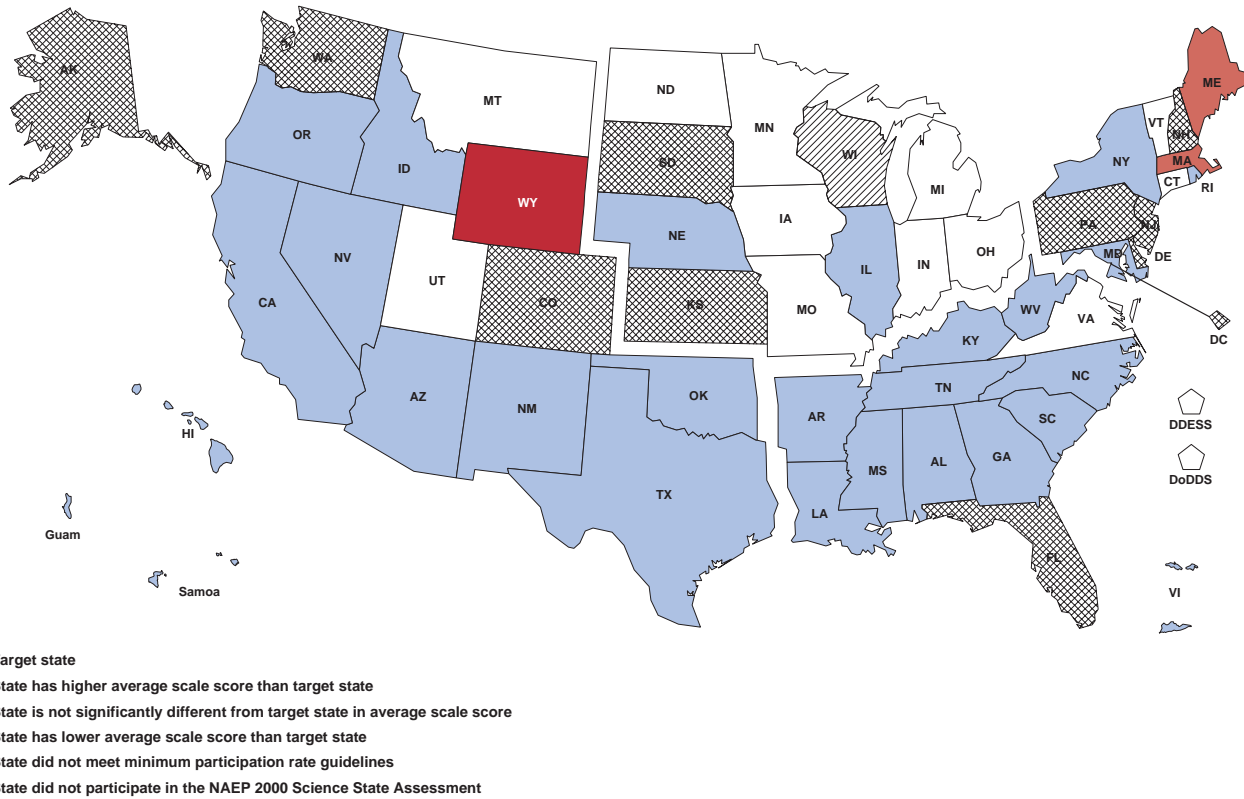 AK
WA
MT
ND
MN
ME
VT
NH
OR
ID
SD
WI
MI
NY
MA
CT
RI
WY
IA
NE
PA
NJ
OH
IN
IL
MD
DE
NV
UT
CO
KS
MO
WV
VA
DC
CA
KY
NC
TN
AZ
NM
OK
AR
SC
DDESS
HI
MS
AL
GA
DoDDS
TX
LA
Guam
FL
Samoa
VI
arget state
tate has higher average scale score than target state
tate is not significantly different from target state in average scale score
tate has lower average scale score than target state
tate did not meet minimum participation rate guidelines
tate did not participate in the NAEP 2000 Science State Assessment